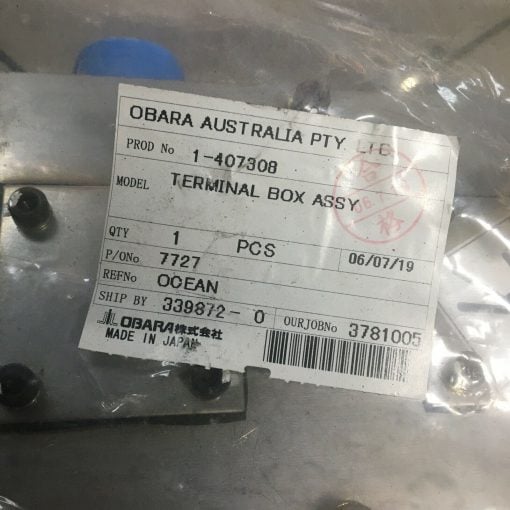 OBARA AUSTRALIA PTY LTD
PROD No 1-407308
MODEL TERMINAL BOX ASSY
QTY 1 PCS 06/07/19
P/ONo. 7727
REFNo OCEAN
SHIP BY 339872-0 OURJOBNo 3781005
OBARA株式会社
MADE IN JAPAN
合
格